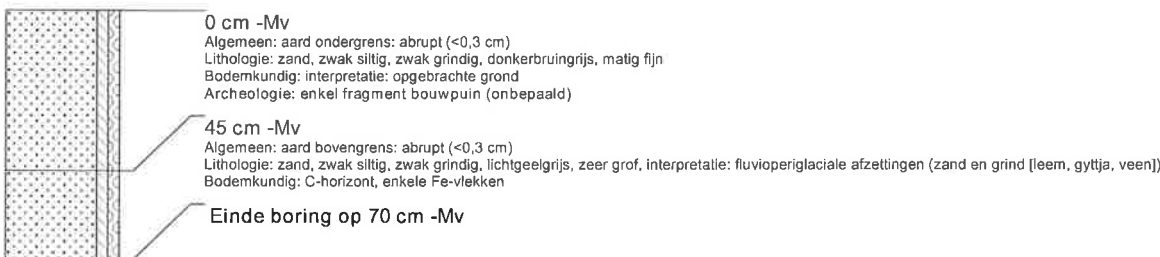 0 cm -Mv
Algemeen: aard ondergrens: abrupt (<0,3 cm)
Lithologie: zand, zwak siltig, zwak grindig, donkerbruingrijs, matig fijn
Bodemkundig: interpretatie: opgebrachte grond
Archeologie: enkel fragment bouwpuin (onbepaald)
45 cm -Mv
Algemeen: aard bovengrens: abrupt (<0,3 cm)
Lithologie: zand, zwak siltig, zwak grindig, lichtgeelgrijs, zeer grof, interpretatie: fluvioperiglaciale afzettingen (zand en grind [leem, gyttja, veen])
Bodemkundig: C-horizont, enkele Fe-vlekken
Einde boring op 70 cm -Mv